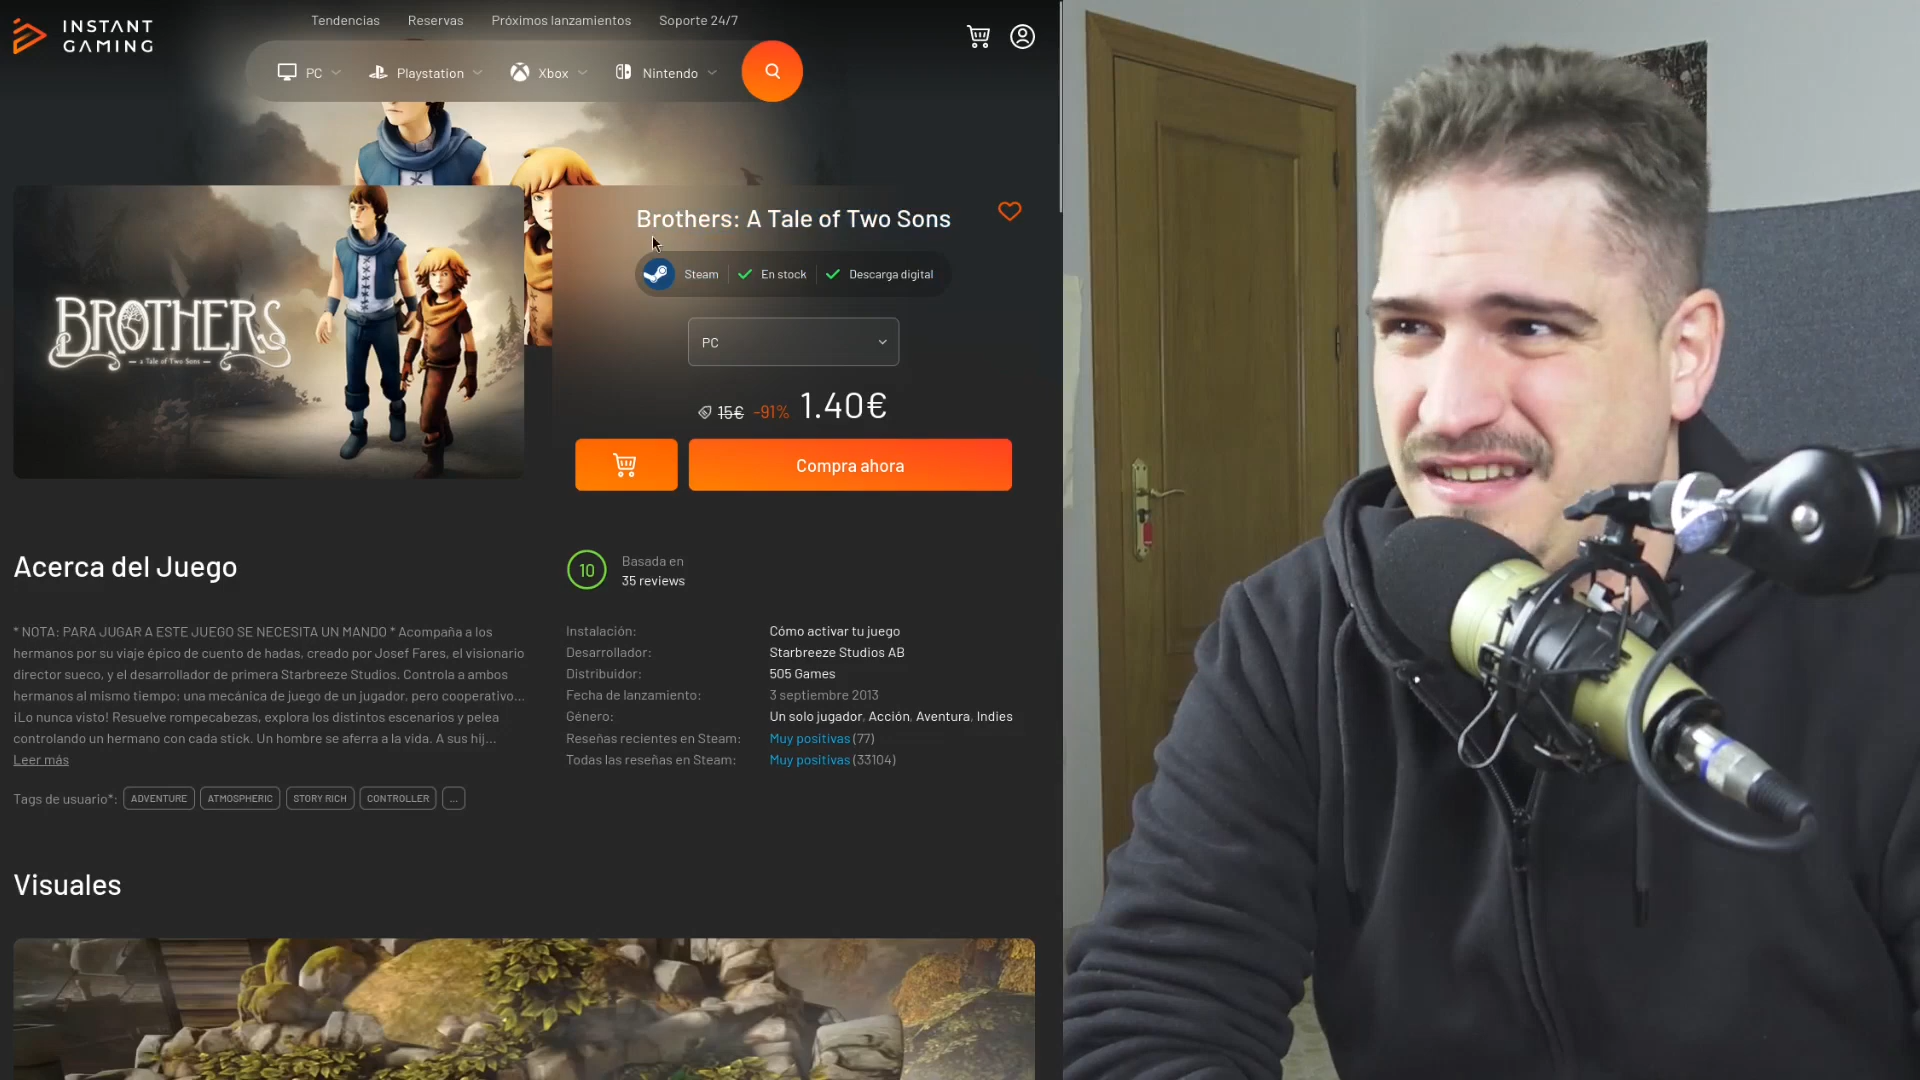 INSTANT
GAMING
Tendencias
Reservas
Próximos lanzamientos
Soporte 24/7
PC
Playstation
Xbox
Nintendo
BROTHERS
a Tale of Two Sons
Brothers: A Tale of Two Sons
Steam
En stock
Descarga digital
PC
15€ -91% 1.40€
Compra ahora
Acerca del Juego
* NOTA: PARA JUGAR A ESTE JUEGO SE NECESITA UN MANDO * Acompaña a los
hermanos por su viaje épico de cuento de hadas, creado por Josef Fares, el visionario
director sueco, y el desarrollador de primera Starbreeze Studios. Controla a ambos
hermanos al mismo tiempo: una mecánica de juego de un jugador, pero cooperativo...
¡Lo nunca visto! Resuelve rompecabezas, explora los distintos escenarios y pelea
controlando un hermano con cada stick. Un hombre se aferra a la vida. A sus hij...
Leer más
Tags de usuario*: ADVENTURE ATMOSPHERIC STORY RICH CONTROLLER ...
10
Basada en
35 reviews
Instalación: Cómo activar tu juego
Desarrollador: Starbreeze Studios AB
Distribuidor: 505 Games
Fecha de lanzamiento: 3 septiembre 2013
Género: Un solo jugador, Acción, Aventura, Indies
Reseñas recientes en Steam: Muy positivas (77)
Todas las reseñas en Steam: Muy positivas (33104)
Visuales